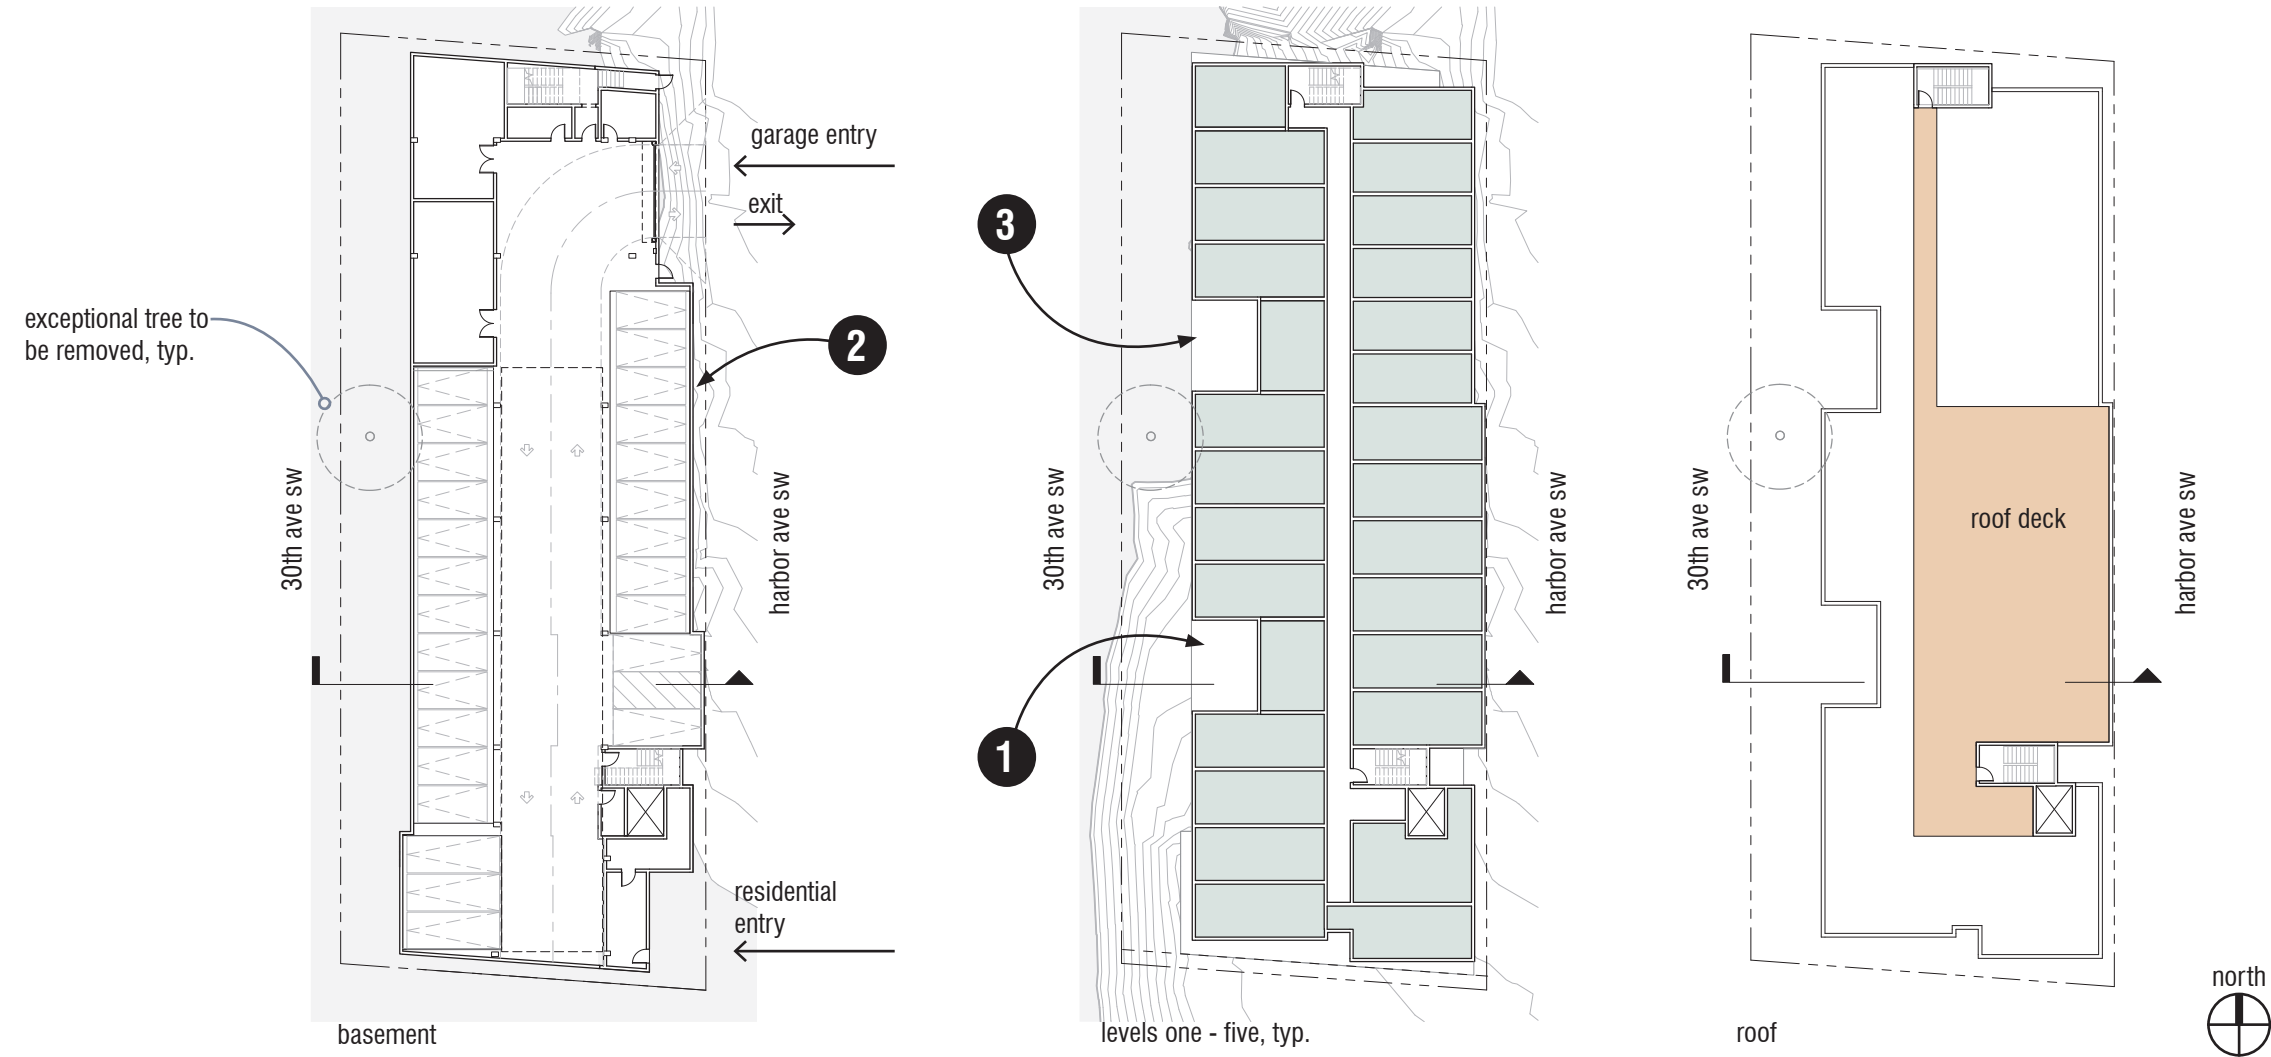 garage entry
exit
exceptional tree to
be removed, typ.
2
30th ave sw
harbor ave sw
residential
entry
basement
3
1
30th ave sw
harbor ave sw
levels one - five, typ.
roof deck
30th ave sw
harbor ave sw
roof
north